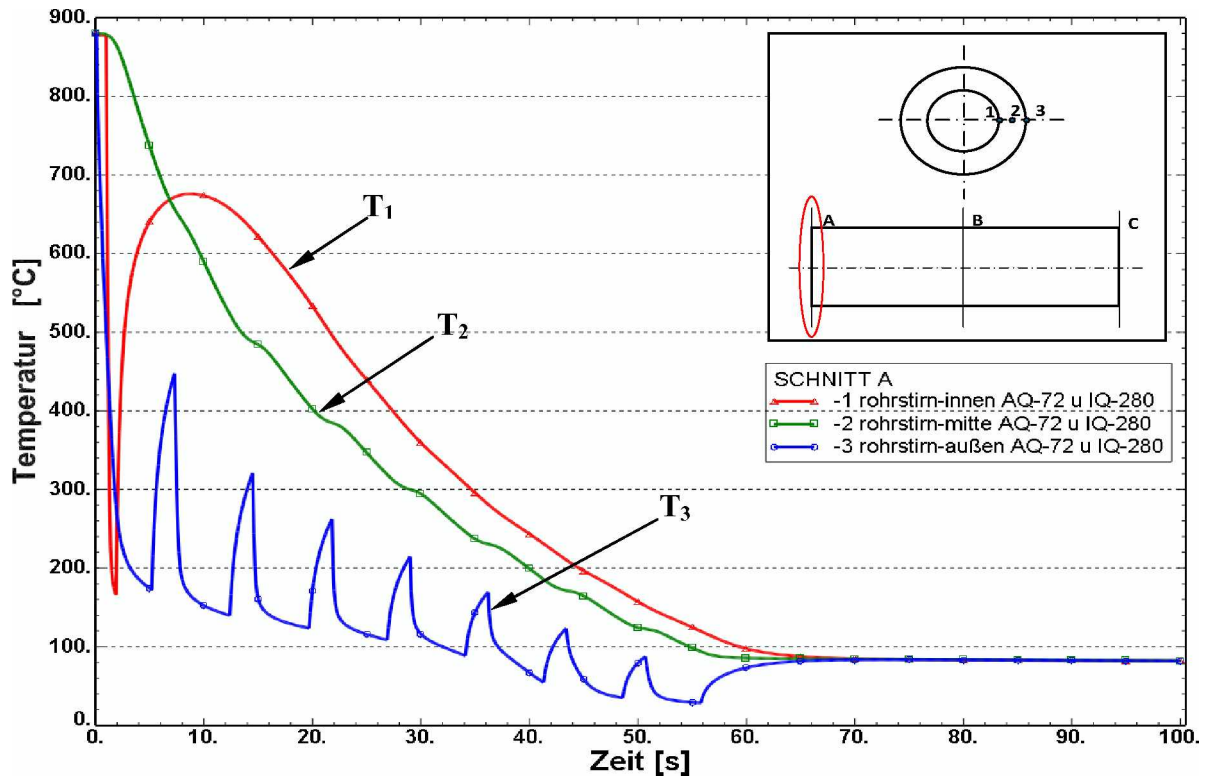 900.
800.
700.
600.
500.
400.
300.
200.
100.
0.
Temperatur [°C]
0. 10. 20. 30. 40. 50. 60. 70. 80. 90. 100.
Zeit [s]
T1
T2
T3
1 2 3
A B C
SCHNITT A
-1 rohrstirn-innen AQ-72 u IQ-280
-2 rohrstirn-mitte AQ-72 u IQ-280
-3 rohrstirn-außen AQ-72 u IQ-280